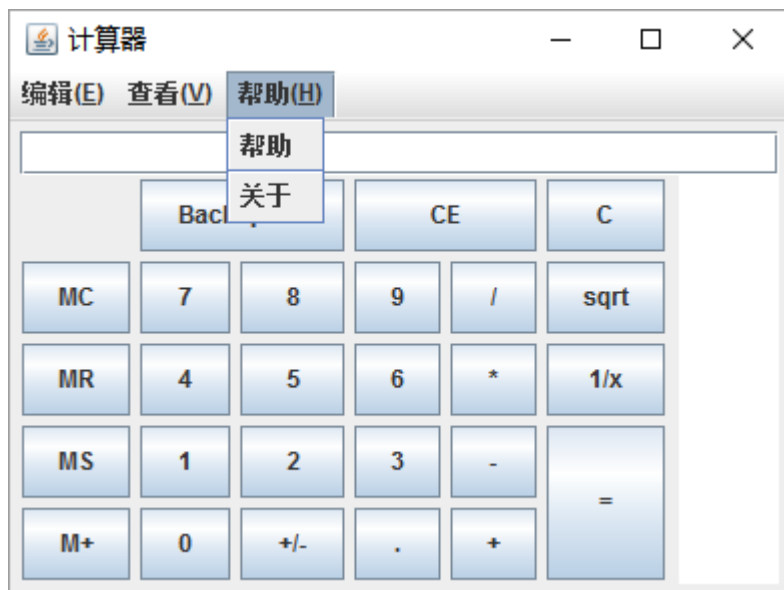 计算器
编辑(E) 查看(V) 帮助(H)
帮助
关于
CE C
MC 7 8 9 / sqrt
MR 4 5 6 * 1/x
MS 1 2 3 - =
M+ 0 +/- . +